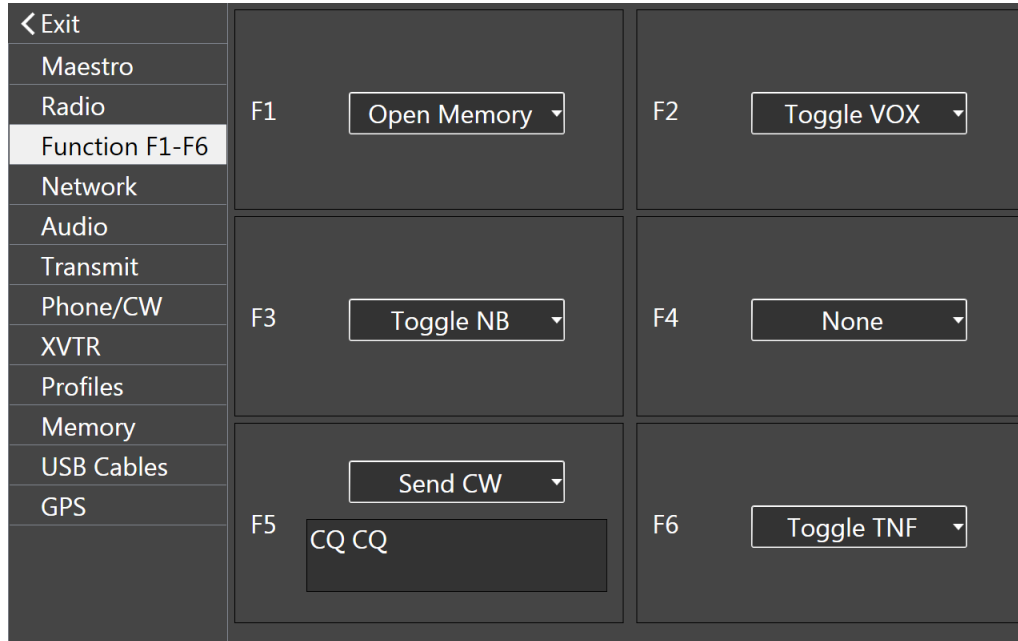 Exit
Maestro
Radio
Function F1-F6
Network
Audio
Transmit
Phone/CW
XVTR
Profiles
Memory
USB Cables
GPS
F1 Open Memory
F2 Toggle VOX
F3 Toggle NB
F4 None
F5 Send CW
CQ CQ
F6 Toggle TNF